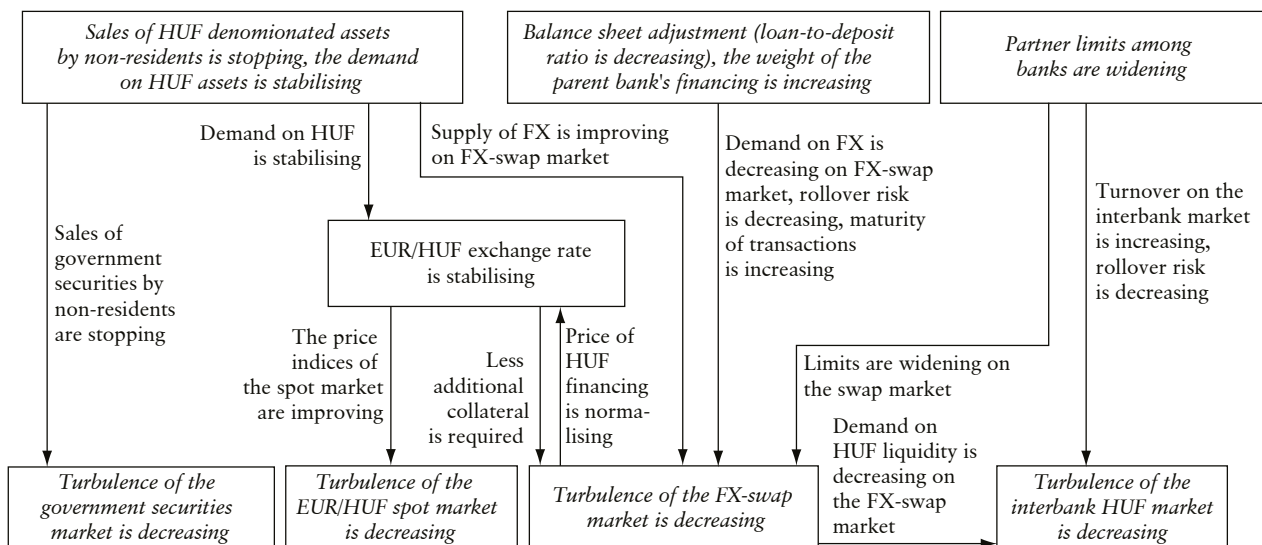 Sales of HUF denomionated assets
by non-residents is stopping, the demand
on HUF assets is stabilising
Balance sheet adjustment (loan-to-deposit
ratio is decreasing), the weight of the
parent bank's financing is increasing
Partner limits among
banks are widening
Demand on HUF
is stabilising
Supply of FX is improving
on FX-swap market
Demand on FX is
decreasing on FX-swap
market, rollover risk
is decreasing, maturity
of transactions
is increasing
Turnover on the
interbank market
is increasing,
rollover risk
is decreasing
Sales of
government
securities by
non-residents
are stopping
EUR/HUF exchange rate
is stabilising
The price
indices of
the spot market
are improving
Less
additional
collateral
is required
Price of
HUF
financing
is norma-
lising
Limits are widening on
the swap market
Demand on
HUF liquidity is
decreasing on
the FX-swap
market
Turbulence of the
government securities
market is decreasing
Turbulence of the
EUR/HUF spot market
is decreasing
Turbulence of the FX-swap
market is decreasing
Turbulence of the
interbank HUF market
is decreasing